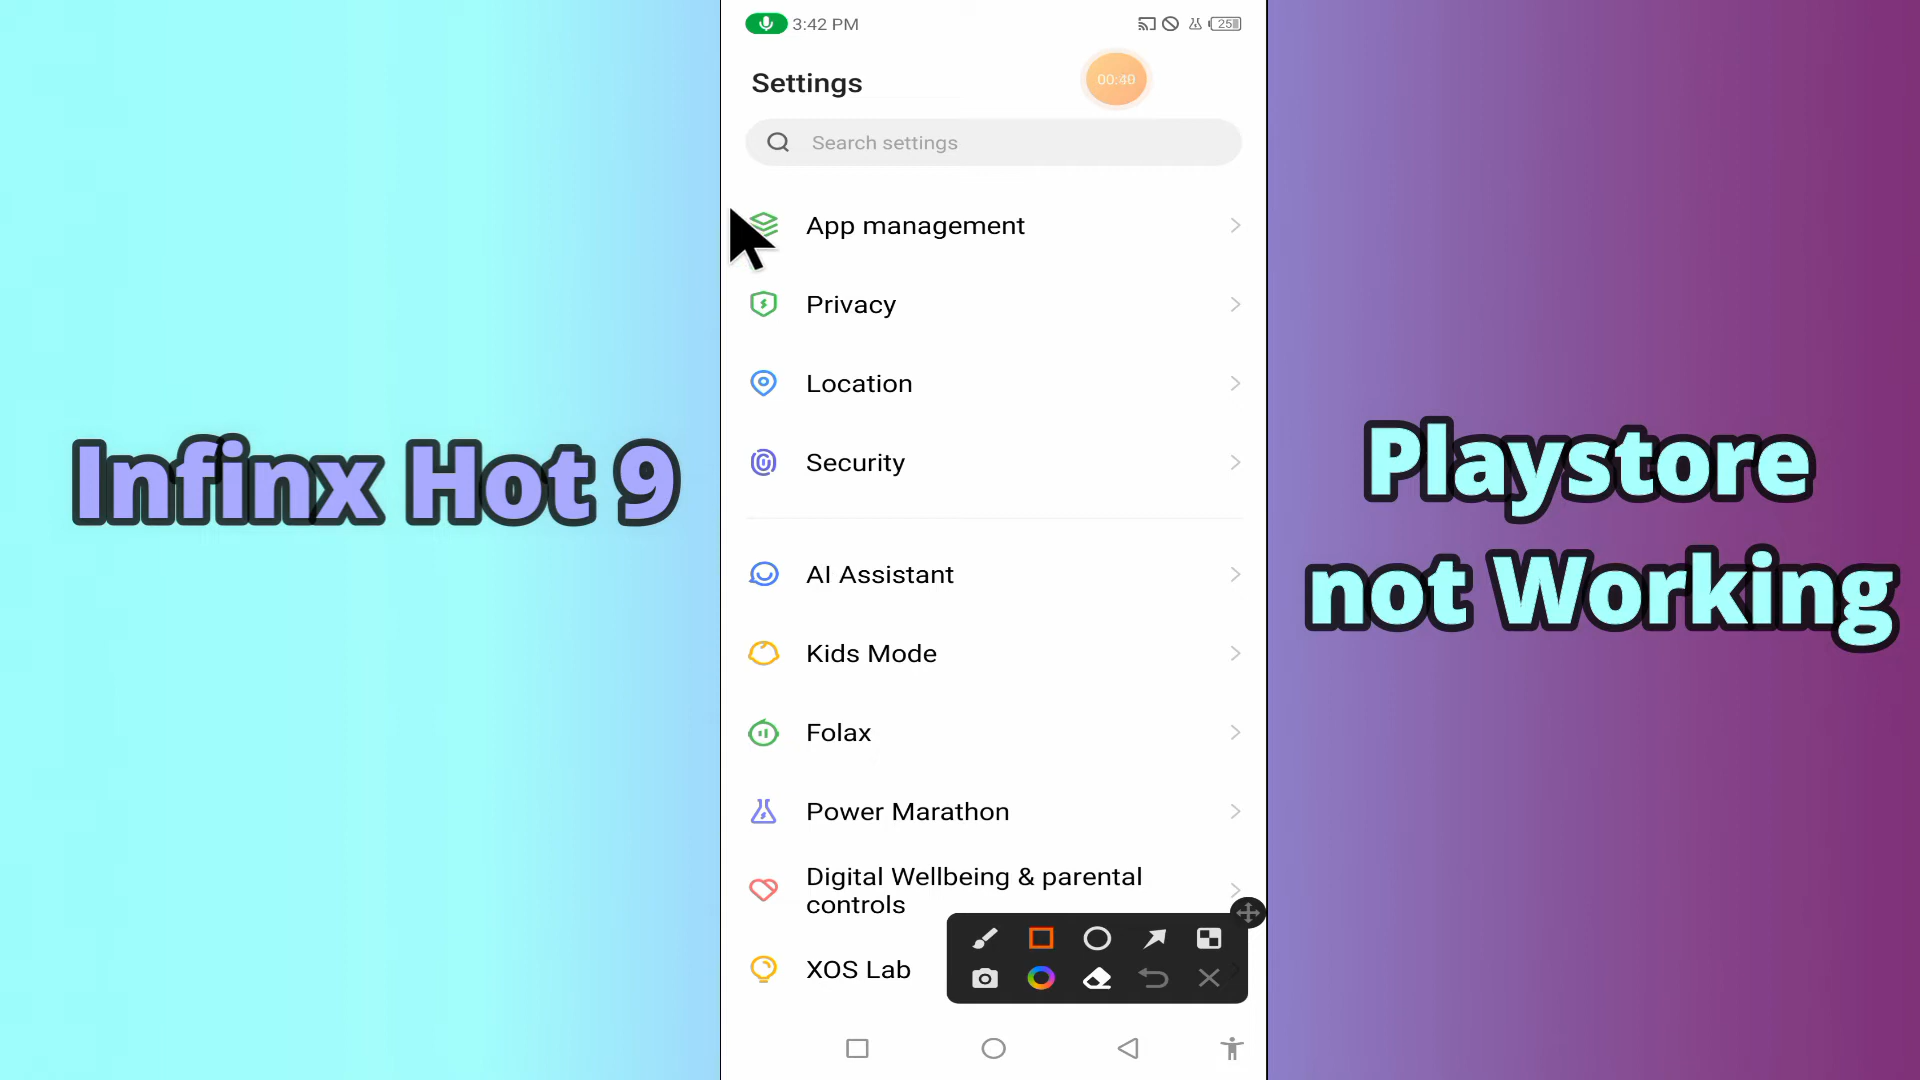 3:42 PM
25
Settings
00:40
Search settings
App management
Privacy
Location
Security
AI Assistant
Kids Mode
Folax
Power Marathon
Digital Wellbeing & parental
controls
XOS Lab
Infinx Hot 9
Playstore
not Working